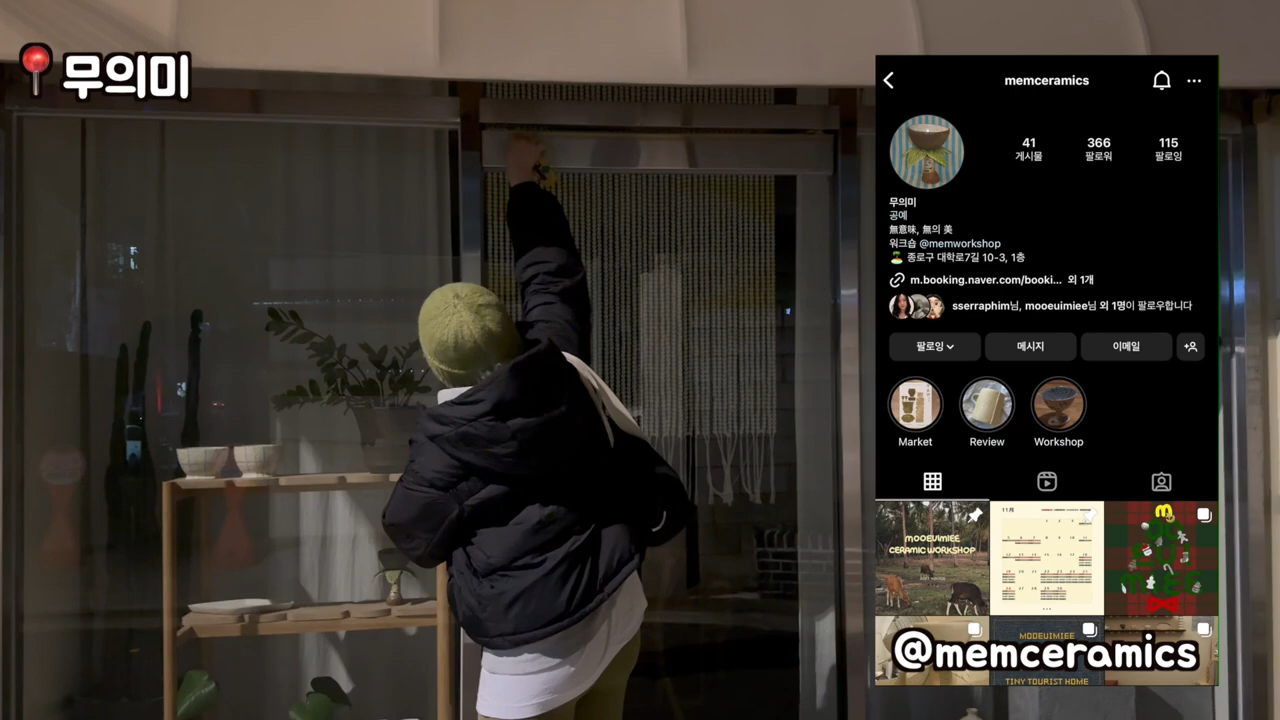 무의미
memceramics
41
게시물
366
팔로워
115
팔로잉
무의미
공예
無意味, 無의 美
워크숍 @memworkshop
🏝️ 종로구 대학로7길 10-3, 1층
m.booking.naver.com/booki... 외 1개
sserraphim님, mooeuimiee님 외 1명이 팔로우합니다
팔로잉
메시지
이메일
Market
Review
Workshop
MOOEUIMIEE
CERAMIC WORKSHOP
11月
MOOEUIMIEE
@memceramics
TINY TOURIST HOME